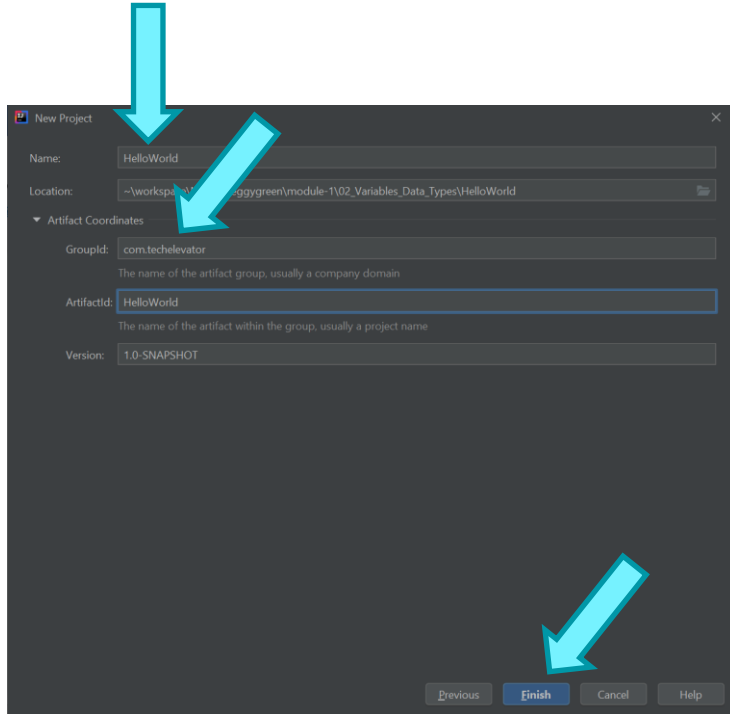 New Project
Name: HelloWorld
Location: ~\workspa eggygreen\module-1\02_Variables_Data_Types\HelloWorld
Artifact Coordinates
GroupId: com.techelevator
The name of the artifact group, usually a company domain
ArtifactId: HelloWorld
The name of the artifact within the group, usually a project name
Version: 1.0-SNAPSHOT
Previous Finish Cancel Help